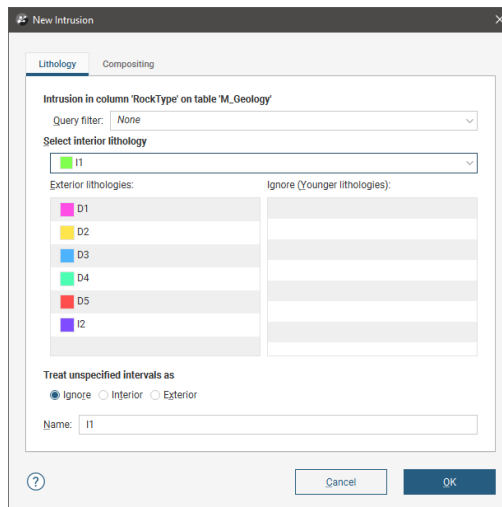 New Intrusion
Lithology Compositing
Intrusion in column 'RockType' on table 'M_Geology'
Query filter: None
Select interior lithology
I1
Exterior lithologies: Ignore (Younger lithologies):
D1
D2
D3
D4
D5
I2
Treat unspecified intervals as
Ignore Interior Exterior
Name: I1
? Cancel OK